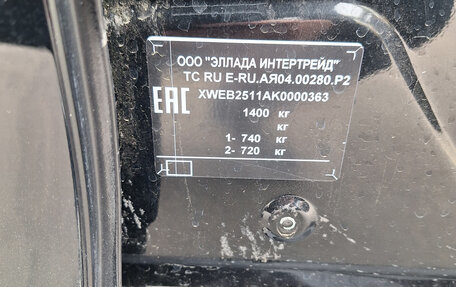 ООО "ЭЛЛАДА ИНТЕРТРЕЙД"
ТС RU E-RU.АЯ04.00280.Р2
EAC
XWEB2511AK0000363
1400 кг
кг
1- 740 кг
2- 720 кг